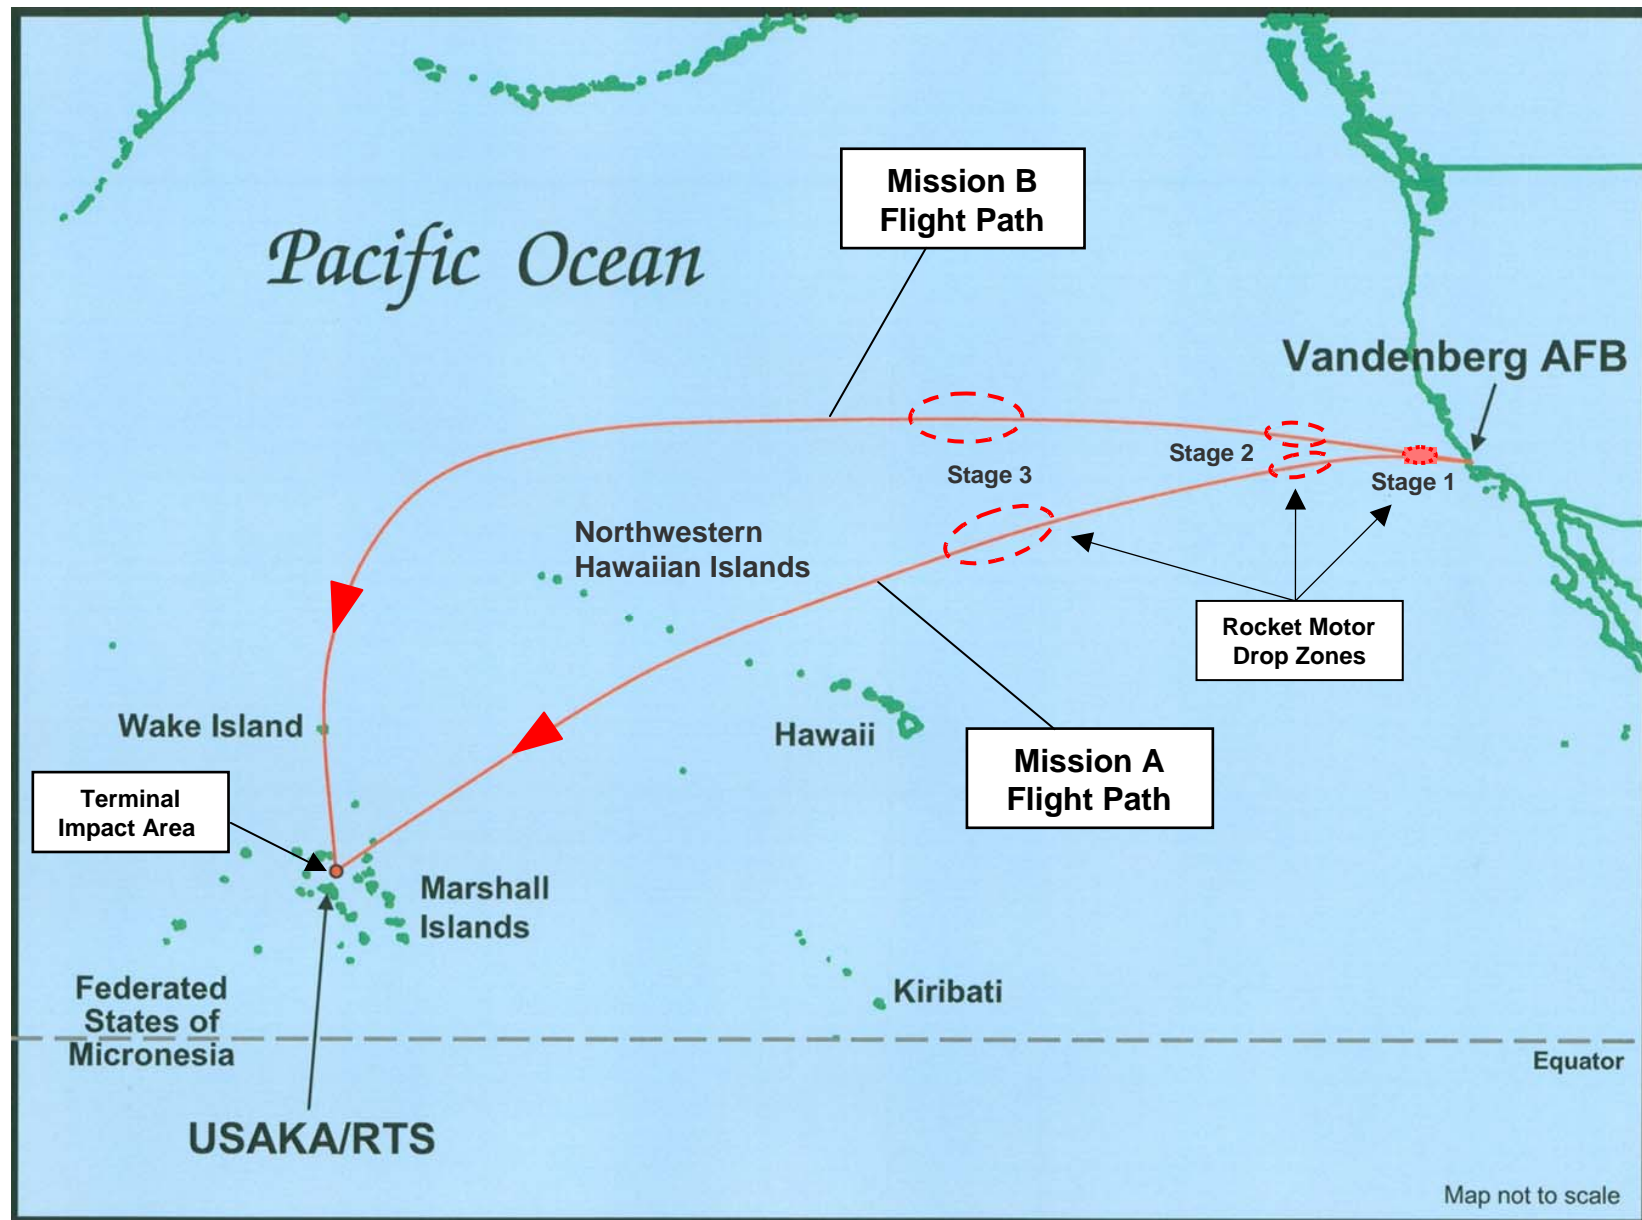 Mission B
Flight Path
Pacific Ocean
Vandenberg AFB
Stage 2
Stage 3
Stage 1
Northwestern
Hawaiian Islands
Rocket Motor
Drop Zones
Wake Island
Hawaii
Mission A
Flight Path
Terminal
Impact Area
Marshall
Islands
Federated
States of
Micronesia
Kiribati
Equator
USAKA/RTS
Map not to scale